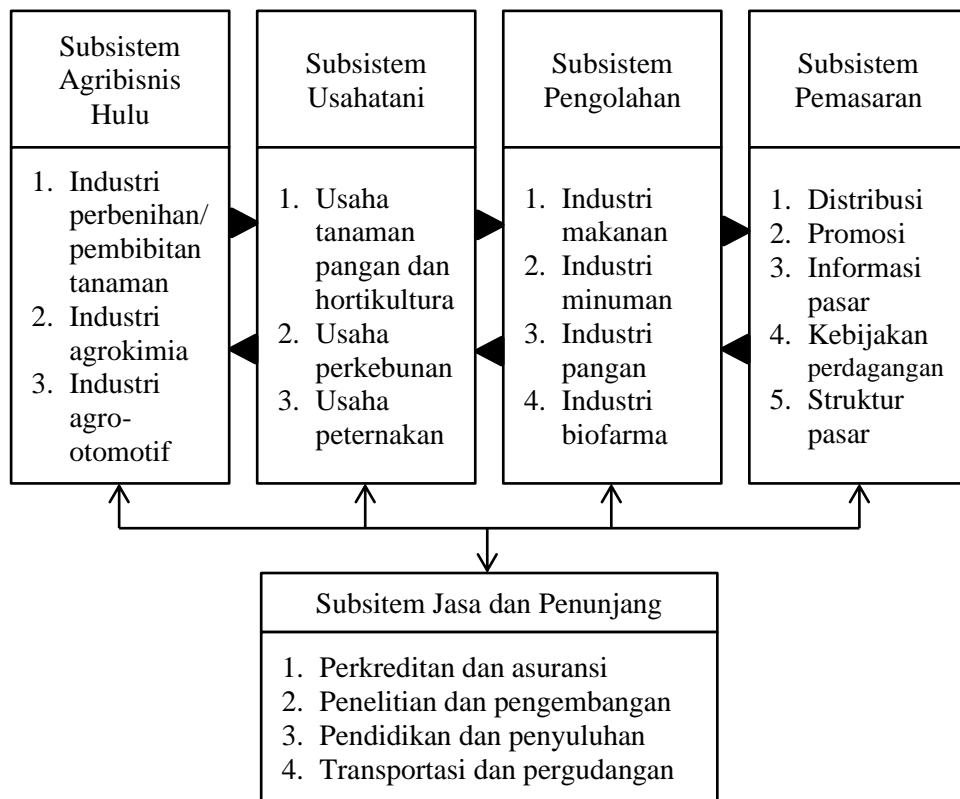 Subsistem
Agribisnis
Hulu
1. Industri
perbenihan/
pembibitan
tanaman
2. Industri
agrokimia
3. Industri
agro-
otomotif
Subsistem
Usahatani
1. Usaha
tanaman
pangan dan
hortikultura
2. Usaha
perkebunan
3. Usaha
peternakan
Subsistem
Pengolahan
1. Industri
makanan
2. Industri
minuman
3. Industri
pangan
4. Industri
biofarma
Subsistem
Pemasaran
1. Distribusi
2. Promosi
3. Informasi
pasar
4. Kebijakan
perdagangan
5. Struktur
pasar
Subsitem Jasa dan Penunjang
1. Perkreditan dan asuransi
2. Penelitian dan pengembangan
3. Pendidikan dan penyuluhan
4. Transportasi dan pergudangan